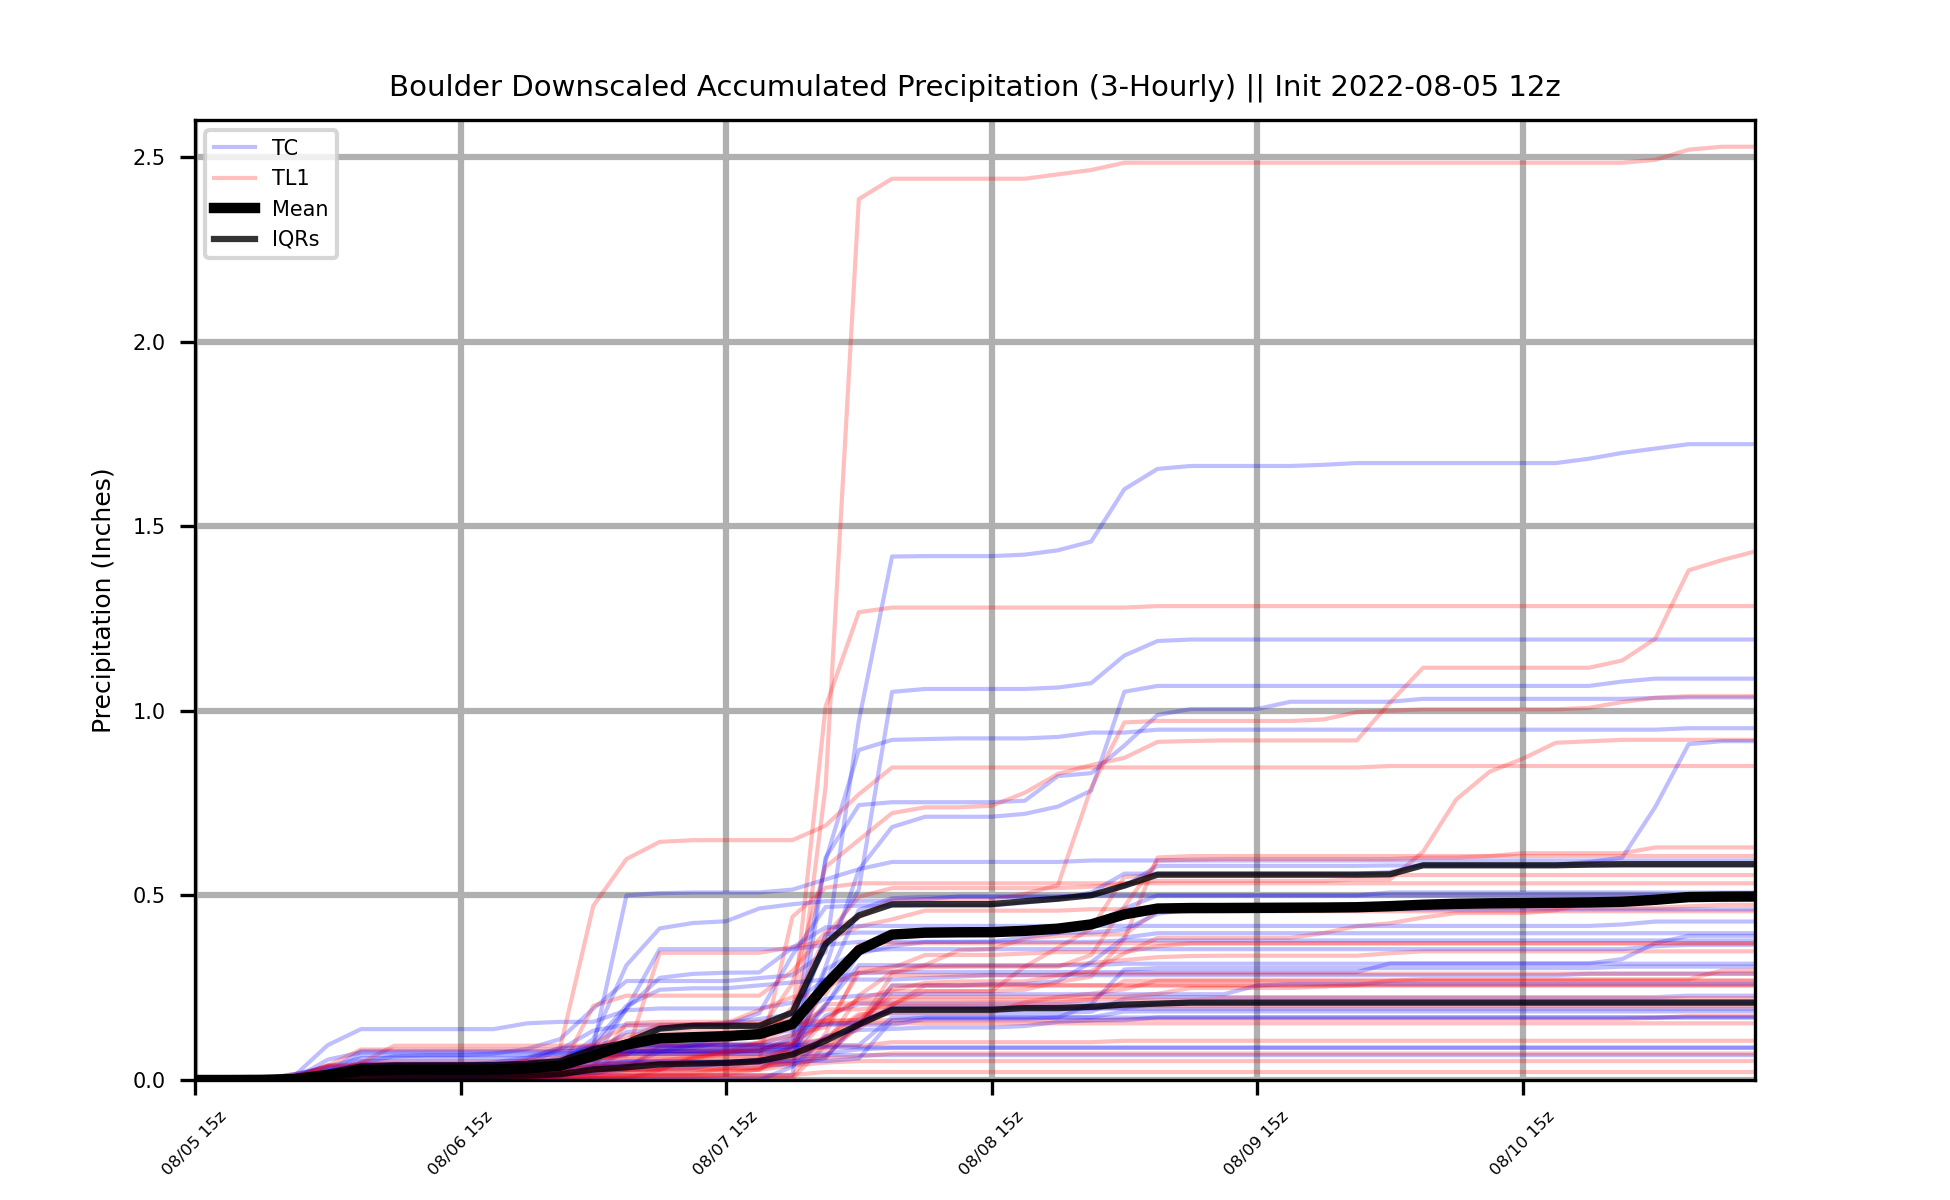 Boulder Downscaled Accumulated Precipitation (3-Hourly) || Init 2022-08-05 12z
TC
TL1
Mean
IQRs
Precipitation (Inches)
2.5
2.0
1.5
1.0
0.5
0.0
08/05 15z
08/06 15z
08/07 15z
08/08 15z
08/09 15z
08/10 15z